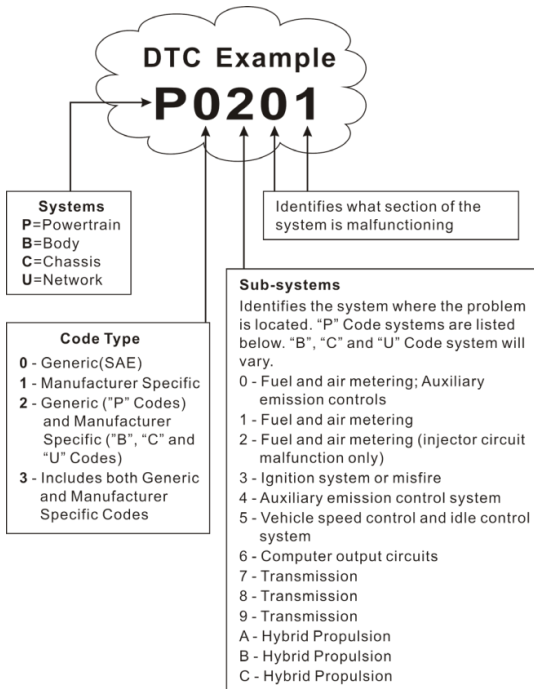 DTC Example
P0201
Systems
P=Powertrain
B=Body
C=Chassis
U=Network
Identifies what section of the
system is malfunctioning
Code Type
0 - Generic(SAE)
1 - Manufacturer Specific
2 - Generic ("P" Codes)
and Manufacturer
Specific ("B", "C" and
"U" Codes)
3 - Includes both Generic
and Manufacturer
Specific Codes
Sub-systems
Identifies the system where the problem
is located. “P” Code systems are listed
below. “B”, “C” and “U” Code system will
vary.
0 - Fuel and air metering; Auxiliary
emission controls
1 - Fuel and air metering
2 - Fuel and air metering (injector circuit
malfunction only)
3 - Ignition system or misfire
4 - Auxiliary emission control system
5 - Vehicle speed control and idle control
system
6 - Computer output circuits
7 - Transmission
8 - Transmission
9 - Transmission
A - Hybrid Propulsion
B - Hybrid Propulsion
C - Hybrid Propulsion